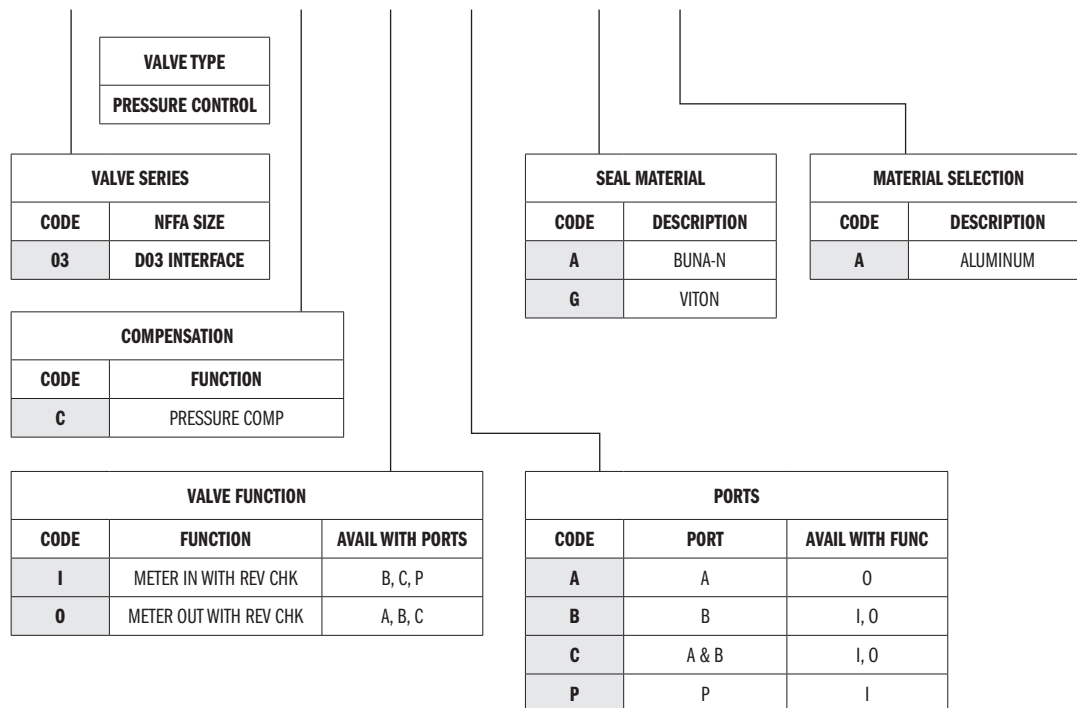 VALVE TYPE
PRESSURE CONTROL
VALVE SERIES
CODE NFFA SIZE
03 D03 INTERFACE
SEAL MATERIAL
CODE DESCRIPTION
A BUNA-N
G VITON
MATERIAL SELECTION
CODE DESCRIPTION
A ALUMINUM
COMPENSATION
CODE FUNCTION
C PRESSURE COMP
VALVE FUNCTION
CODE FUNCTION AVAIL WITH PORTS
I METER IN WITH REV CHK B, C, P
O METER OUT WITH REV CHK A, B, C
PORTS
CODE PORT AVAIL WITH FUNC
A A O
B B I, O
C A & B I, O
P P I